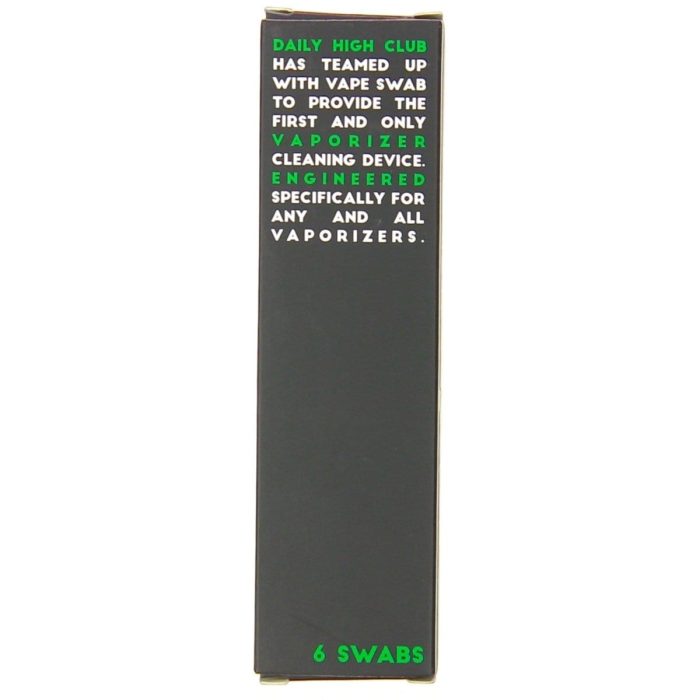 DAILY HIGH CLUB
HAS TEAMED UP
WITH VAPE SWAB
TO PROVIDE THE
FIRST AND ONLY
VAPORIZER
CLEANING DEVICE.
ENGINEERED
SPECIFICALLY FOR
ANY AND ALL
VAPORIZERS.
6 SWABS